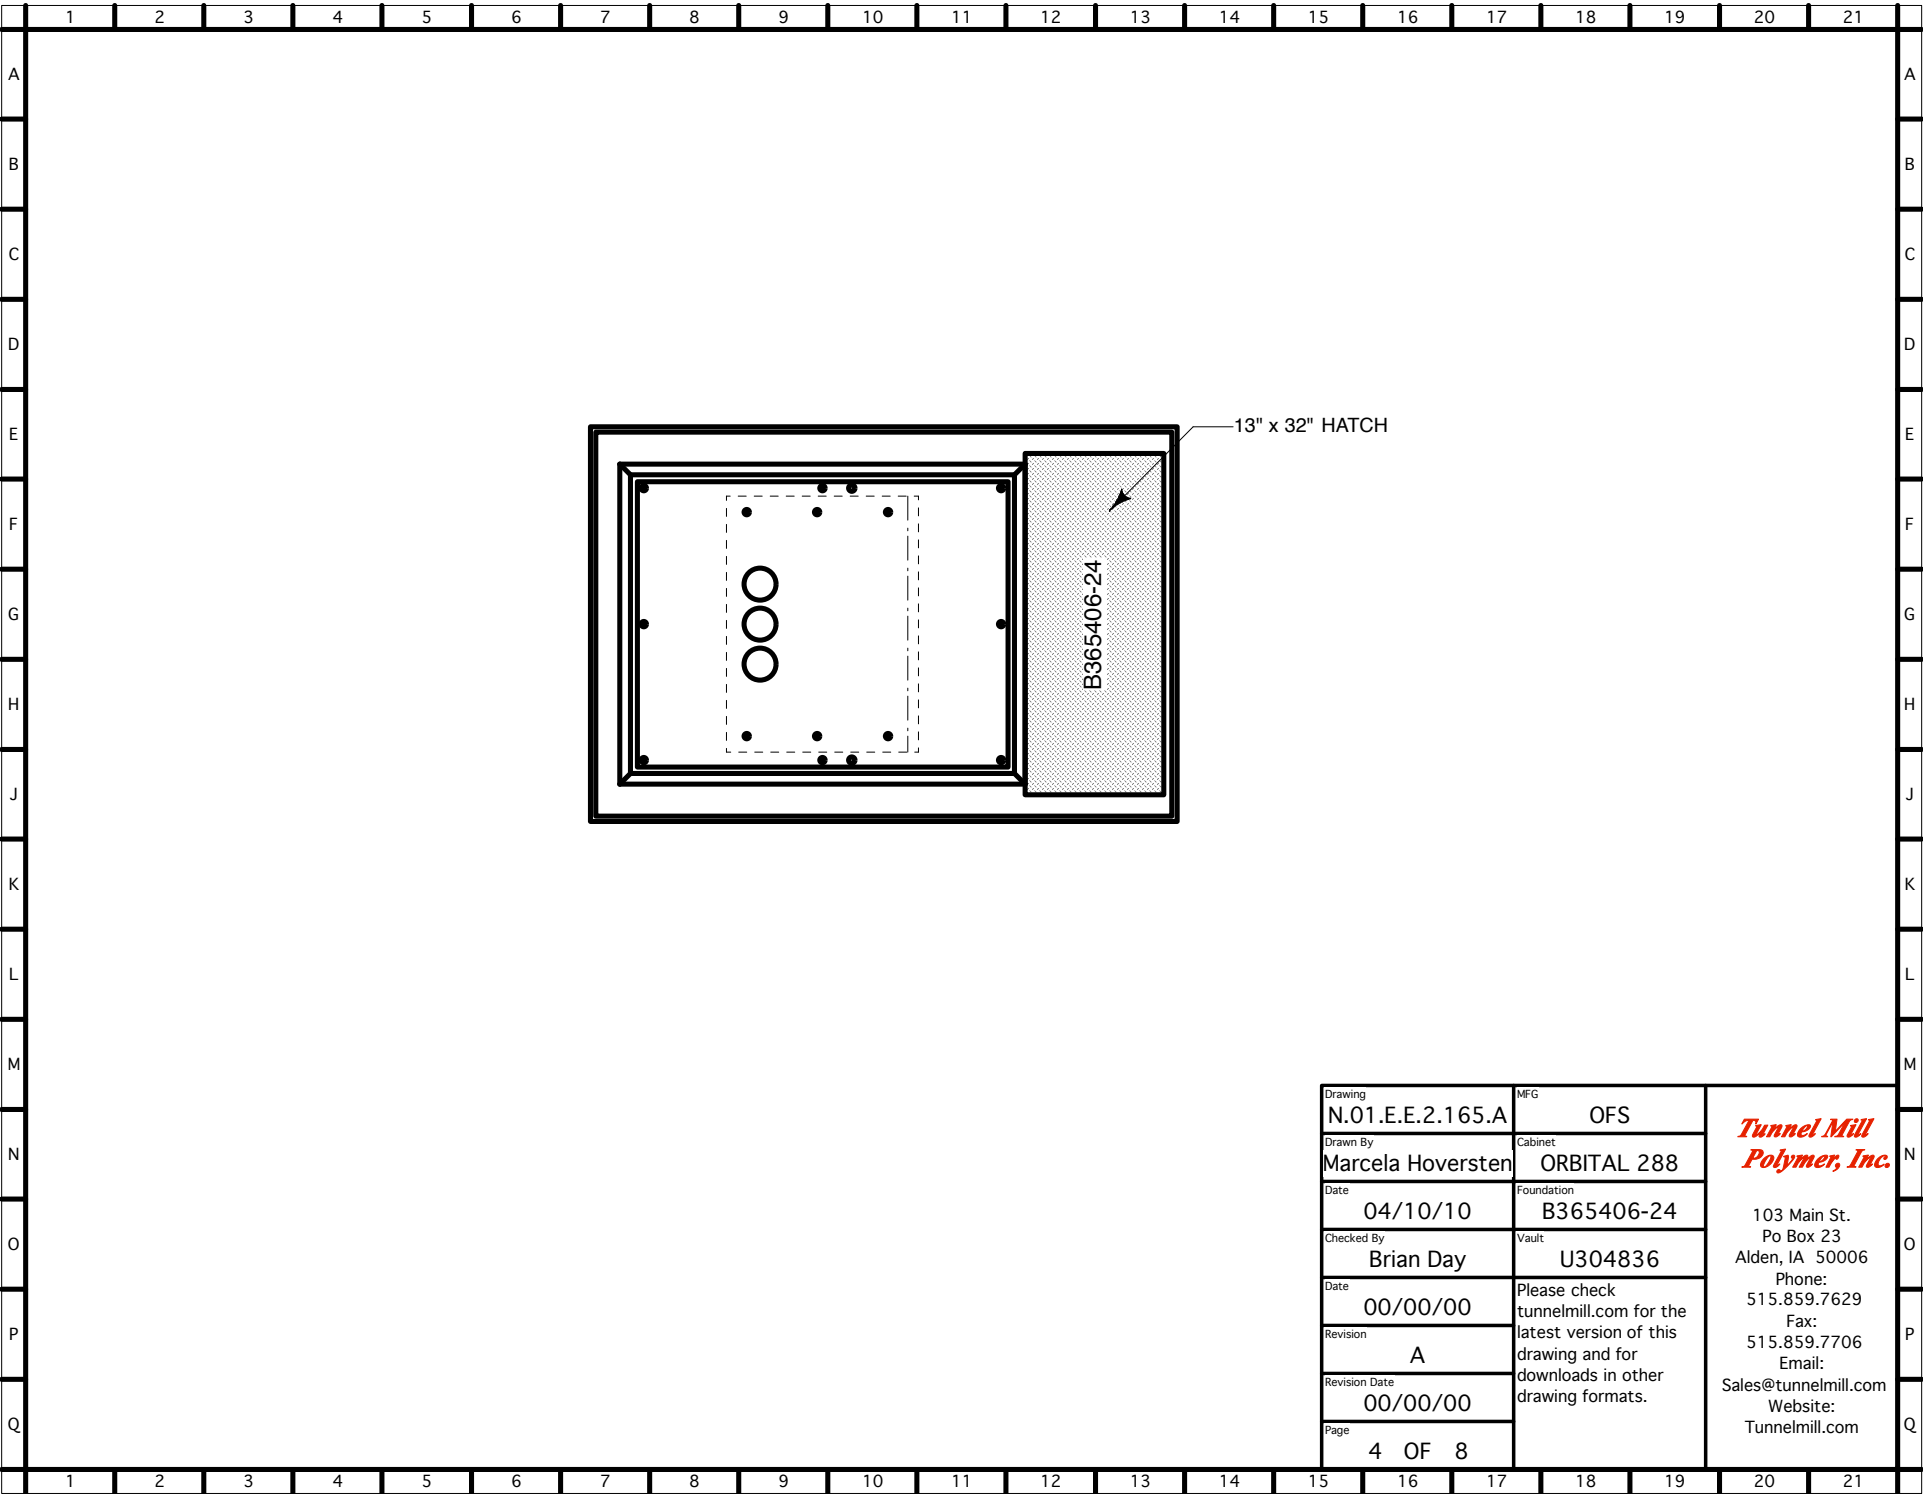 1 2 3 4 5 6 7 8 9 10 11 12 13 14 15 16 17 18 19 20 21
A A
B B
C C
D D
E E
13" x 32" HATCH
F F
B365406-24
G G
H H
J J
K K
L L
M M
N N
O O
P P
Q Q
Drawing
N.01.E.E.2.165.A
MFG
OFS
Drawn By
Marcela Hoversten
Cabinet
ORBITAL 288
Date
04/10/10
Foundation
B365406-24
Checked By
Brian Day
Vault
U304836
Date
00/00/00
Revision
A
Revision Date
00/00/00
Page
4 OF 8
Please check
tunnelmill.com for the
latest version of this
drawing and for
downloads in other
drawing formats.
Tunnel Mill
Polymer, Inc.
103 Main St.
Po Box 23
Alden, IA 50006
Phone:
515.859.7629
Fax:
515.859.7706
Email:
Sales@tunnelmill.com
Website:
Tunnelmill.com
1 2 3 4 5 6 7 8 9 10 11 12 13 14 15 16 17 18 19 20 21